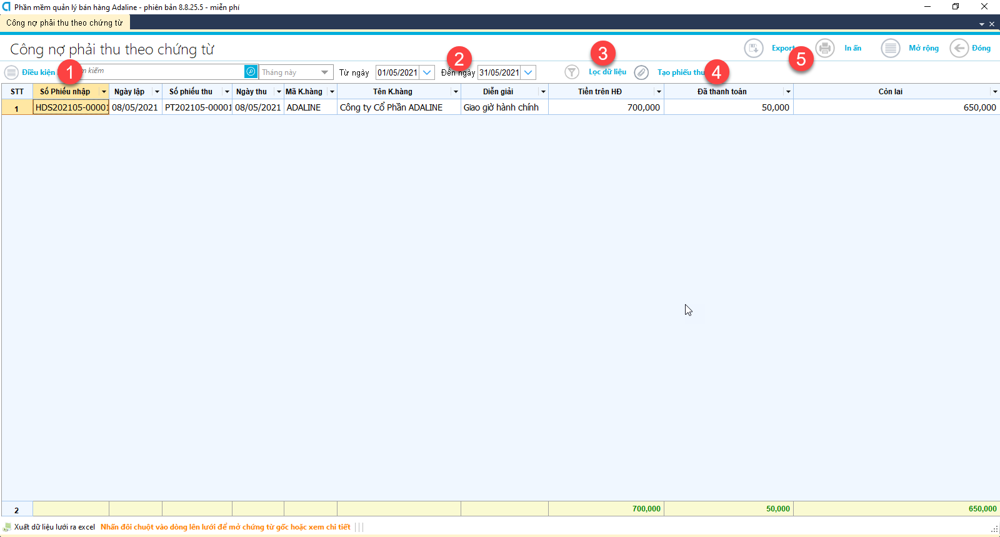 Phần mềm quản lý bán hàng Adaline - phiên bản 8.8.25.5 - miễn phí
Công nợ phải thu theo chứng từ
Công nợ phải thu theo chứng từ
Export In ấn Mở rộng Đóng
1 2 3 4 5
Điều kiện kiếm Tháng này Từ ngày 01/05/2021 Đến ngày 31/05/2021 Lọc dữ liệu Tạo phiếu thu
STT Số Phiếu nhập Ngày lập Số phiếu thu Ngày thu Mã K.hàng Tên K.hàng Diễn giải Tiền trên HĐ Đã thanh toán Còn lại
1 HDS202105-00001 08/05/2021 PT202105-00001 08/05/2021 ADALINE Công ty Cổ Phần ADALINE Giao giờ hành chính 700,000 50,000 650,000
2 700,000 50,000 650,000
Xuất dữ liệu lưới ra excel Nhấn đôi chuột vào dòng lên lưới để mở chứng từ gốc hoặc xem chi tiết